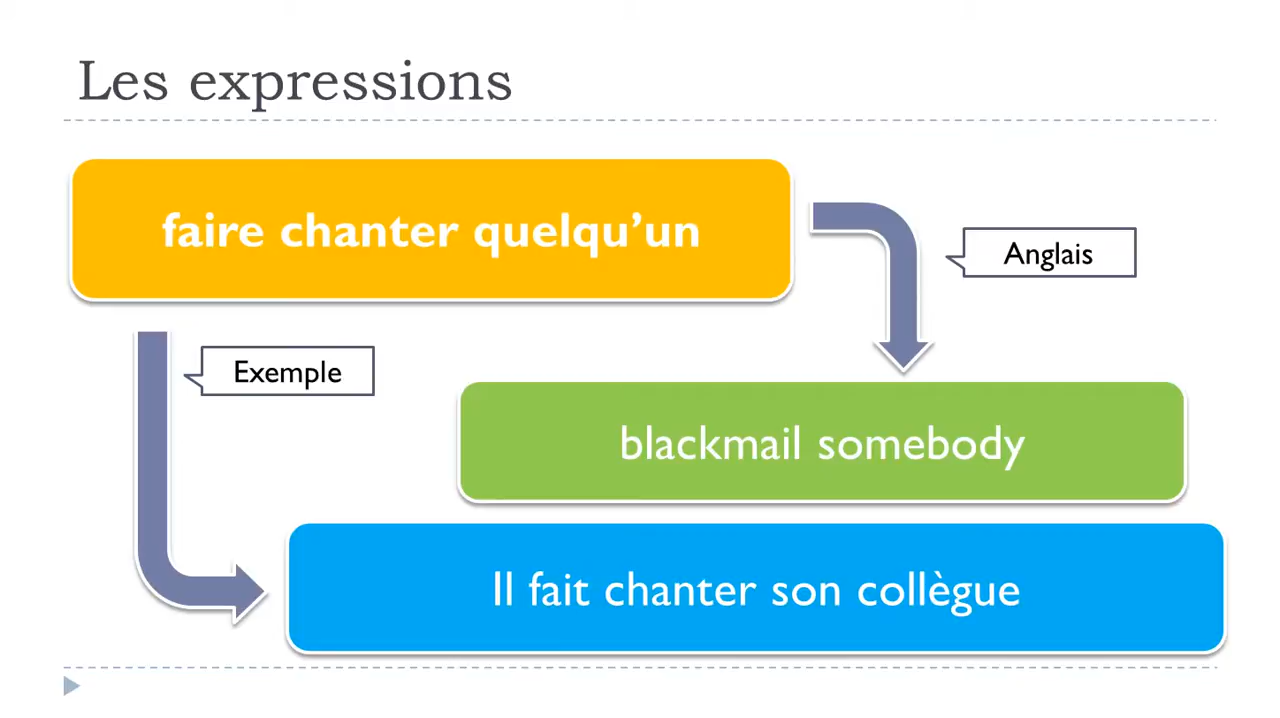 Les expressions
faire chanter quelqu’un
Anglais
Exemple
blackmail somebody
Il fait chanter son collègue